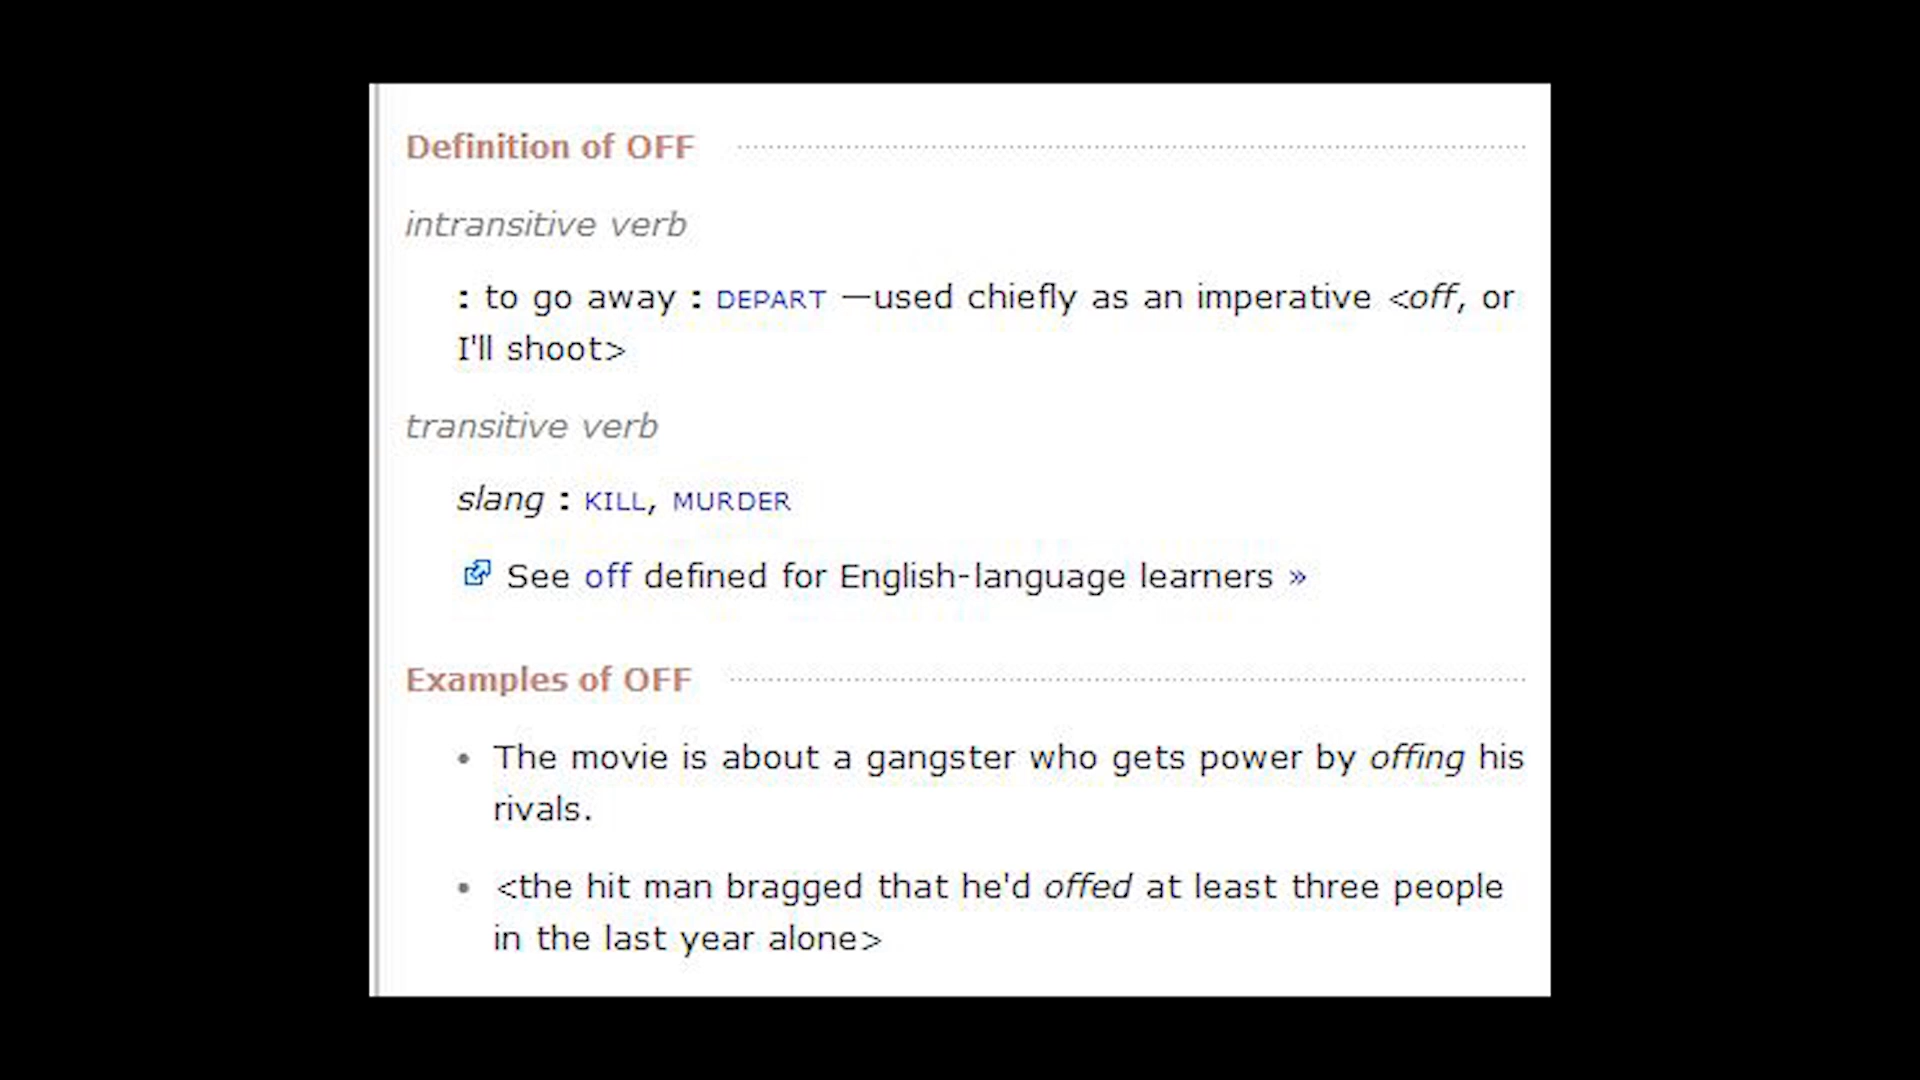 Definition of OFF
intransitive verb
: to go away : DEPART —used chiefly as an imperative <off, or
I'll shoot>
transitive verb
slang : KILL, MURDER
See off defined for English-language learners »
Examples of OFF
• The movie is about a gangster who gets power by offing his
rivals.
• <the hit man bragged that he'd offed at least three people
in the last year alone>